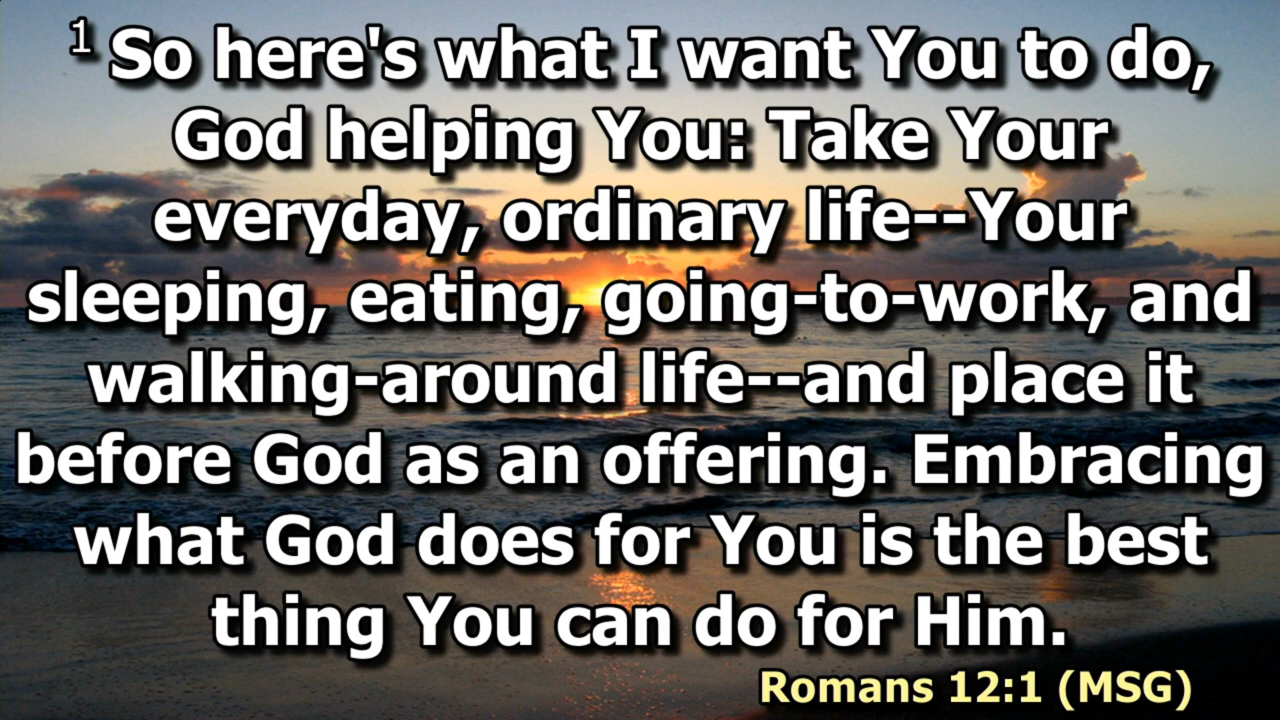 1 So here's what I want You to do,
God helping You: Take Your
everyday, ordinary life--Your
sleeping, eating, going-to-work, and
walking-around life--and place it
before God as an offering. Embracing
what God does for You is the best
thing You can do for Him.
Romans 12:1 (MSG)